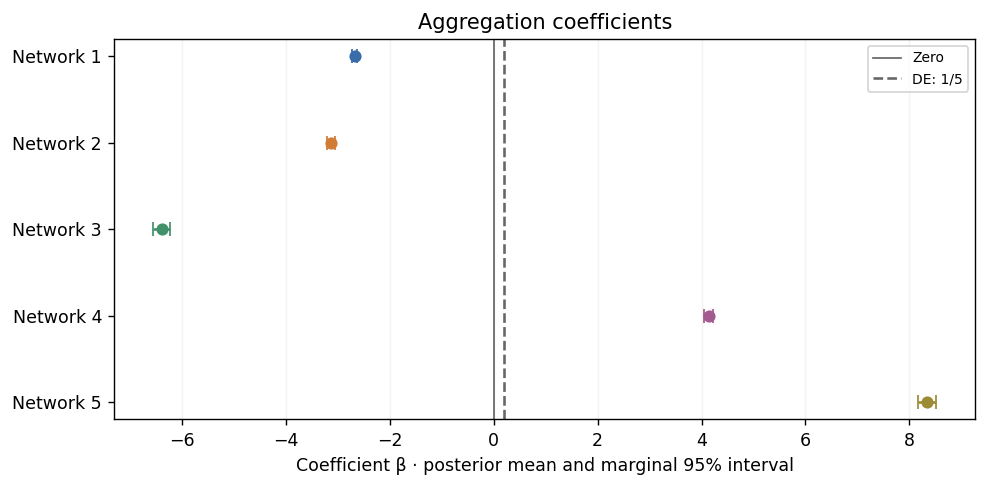 Aggregation coefficients
Network 1
Network 2
Network 3
Network 4
Network 5
Zero
DE: 1/5
−6 −4 −2 0 2 4 6 8
Coefficient β · posterior mean and marginal 95% interval